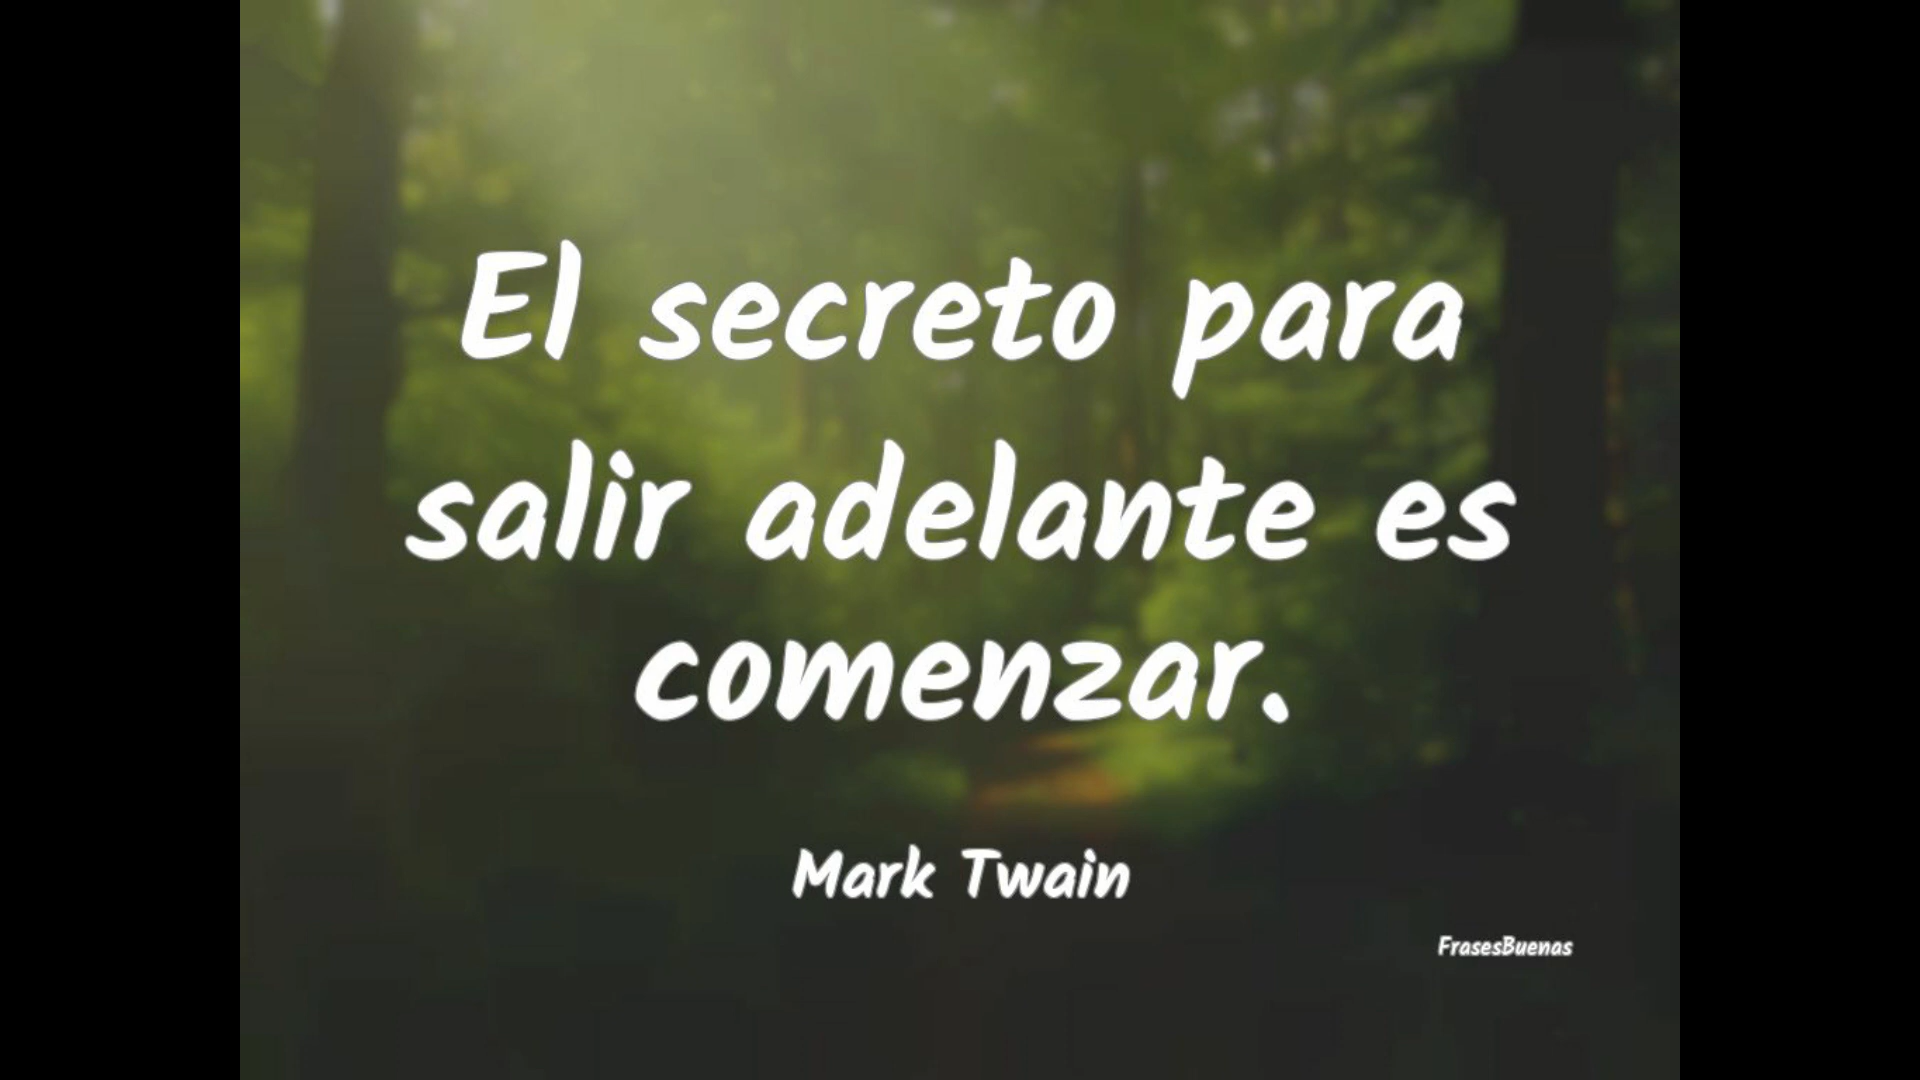 El secreto para
salir adelante es
comenzar.
Mark Twain
FrasesBuenas